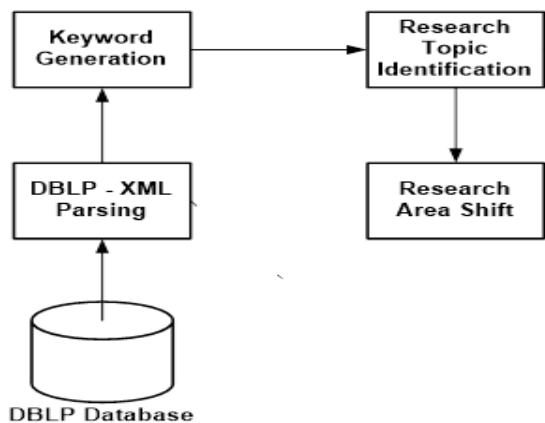 Keyword
Generation
Research
Topic
Identification
DBLP - XML
Parsing
Research
Area Shift
DBLP Database